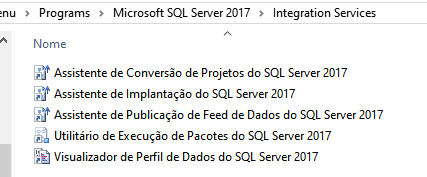 enu > Programs > Microsoft SQL Server 2017 > Integration Services
Nome
Assistente de Conversão de Projetos do SQL Server 2017
Assistente de Implantação do SQL Server 2017
Assistente de Publicação de Feed de Dados do SQL Server 2017
Utilitário de Execução de Pacotes do SQL Server 2017
Visualizador de Perfil de Dados do SQL Server 2017